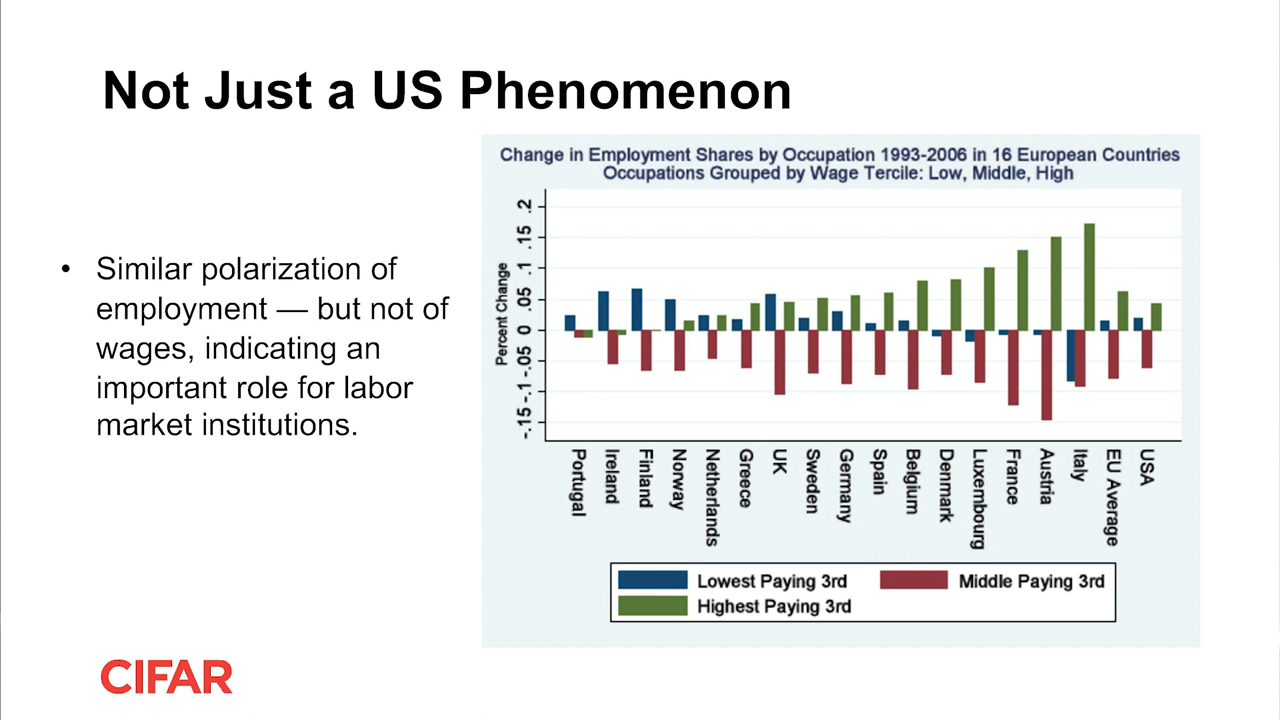 Not Just a US Phenomenon
• Similar polarization of
employment — but not of
wages, indicating an
important role for labor
market institutions.
Change in Employment Shares by Occupation 1993-2006 in 16 European Countries
Occupations Grouped by Wage Tercile: Low, Middle, High
Percent Change
.2
.15
.1
.05
0
-.05
-.1
-.15
Portugal
Ireland
Finland
Norway
Netherlands
Greece
UK
Sweden
Germany
Spain
Belgium
Denmark
Luxembourg
France
Austria
Italy
EU Average
USA
Lowest Paying 3rd
Middle Paying 3rd
Highest Paying 3rd
CIFAR